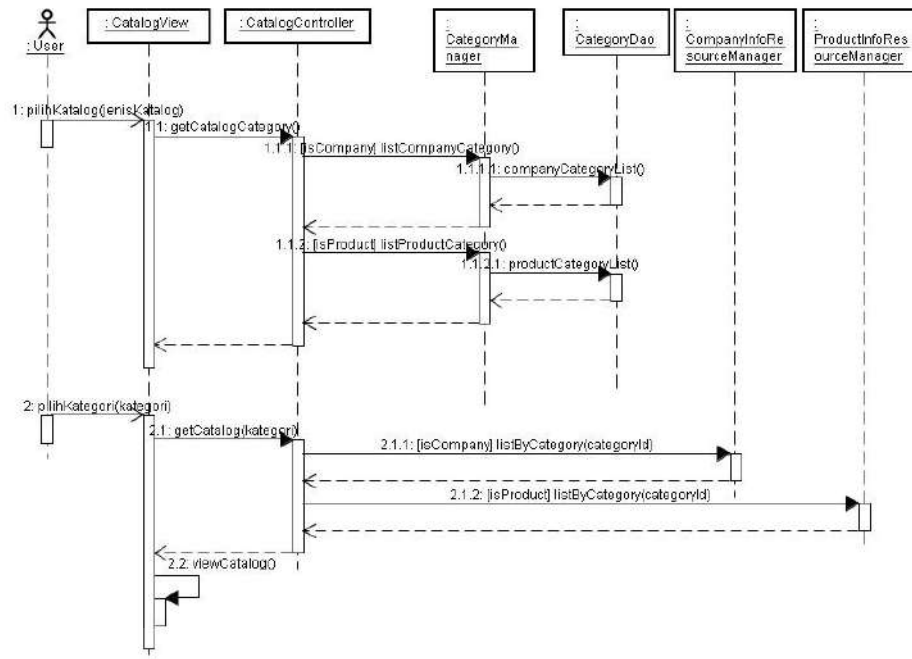 : User
: CatalogView
: CatalogController
:
CategoryMa
nager
:
CategoryDao
:
CompanyInfoRe
sourceManager
:
ProductInfoRes
ourceManager
1: pilihKatalog(jenisKatalog)
1.1: getCatalogCategory()
1.1.1: [isCompany] listCompanyCategory()
1.1.1.1: companyCategoryList()
1.1.2: [isProduct] listProductCategory()
1.1.2.1: productCategoryList()
2: pilihKategori(kategori)
2.1: getCatalog(kategori)
2.1.1: [isCompany] listByCategory(categoryId)
2.1.2: [isProduct] listByCategory(categoryId)
2.2: viewCatalog()